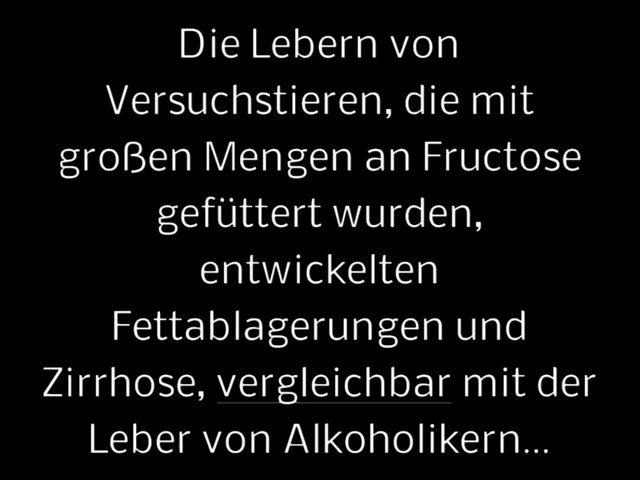 Die Lebern von
Versuchstieren, die mit
großen Mengen an Fructose
gefüttert wurden,
entwickelten
Fettablagerungen und
Zirrhose, vergleichbar mit der
Leber von Alkoholikern...